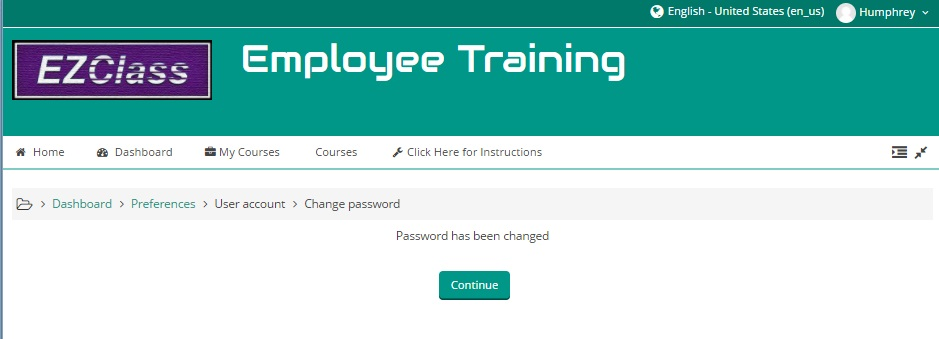 English - United States (en_us) Humphrey
EZClass
Employee Training
Home Dashboard My Courses Courses Click Here for Instructions
> Dashboard > Preferences > User account > Change password
Password has been changed
Continue